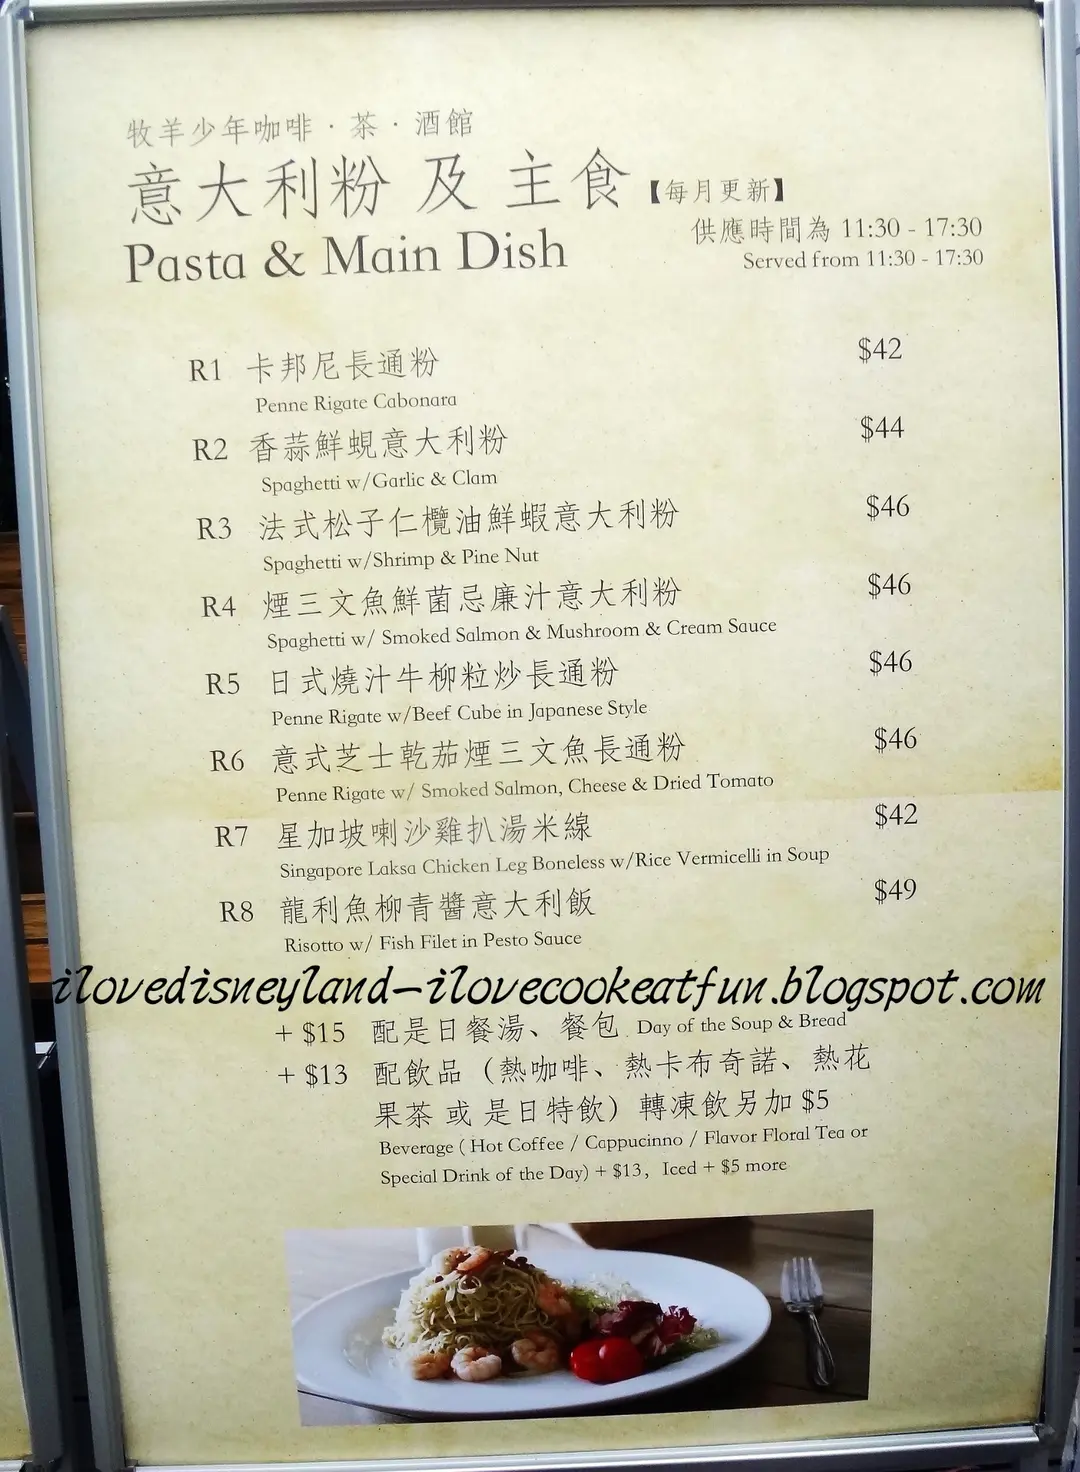 牧羊少年咖啡·茶·酒館
意大利粉 及 主食【每月更新】
Pasta & Main Dish
供應時間為 11:30 - 17:30
Served from 11:30 - 17:30
R1 卡邦尼長通粉 $42
Penne Rigate Cabonara
R2 香蒜鮮蜆意大利粉 $44
Spaghetti w/Garlic & Clam
R3 法式松子仁欖油鮮蝦意大利粉 $46
Spaghetti w/Shrimp & Pine Nut
R4 煙三文魚鮮菌忌廉汁意大利粉 $46
Spaghetti w/ Smoked Salmon & Mushroom & Cream Sauce
R5 日式燒汁牛柳粒炒長通粉 $46
Penne Rigate w/Beef Cube in Japanese Style
R6 意式芝士乾茄煙三文魚長通粉 $46
Penne Rigate w/ Smoked Salmon, Cheese & Dried Tomato
R7 星加坡喇沙雞扒湯米線 $42
Singapore Laksa Chicken Leg Boneless w/Rice Vermicelli in Soup
R8 龍利魚柳青醬意大利飯 $49
Risotto w/ Fish Filet in Pesto Sauce
ilovedisneyland-ilovecookeatfun.blogspot.com
+ $15 配是日餐湯、餐包 Day of the Soup & Bread
+ $13 配飲品（熱咖啡、熱卡布奇諾、熱花
果茶 或 是日特飲）轉凍飲另加 $5
Beverage ( Hot Coffee / Cappucinno / Flavor Floral Tea or
Special Drink of the Day) + $13, Iced + $5 more